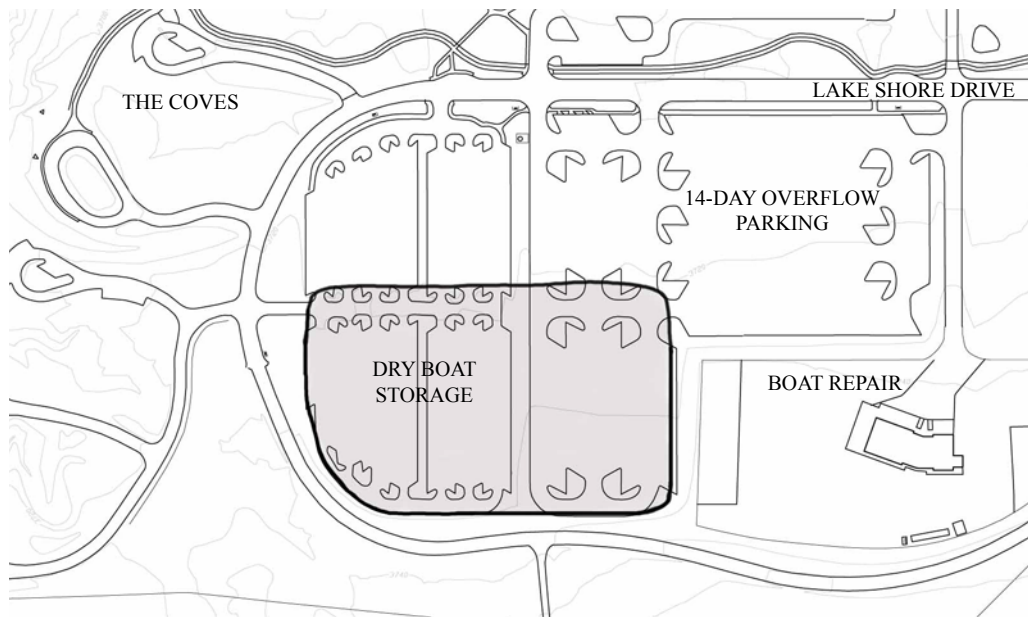 THE COVES
LAKE SHORE DRIVE
14-DAY OVERFLOW
PARKING
DRY BOAT
STORAGE
BOAT REPAIR